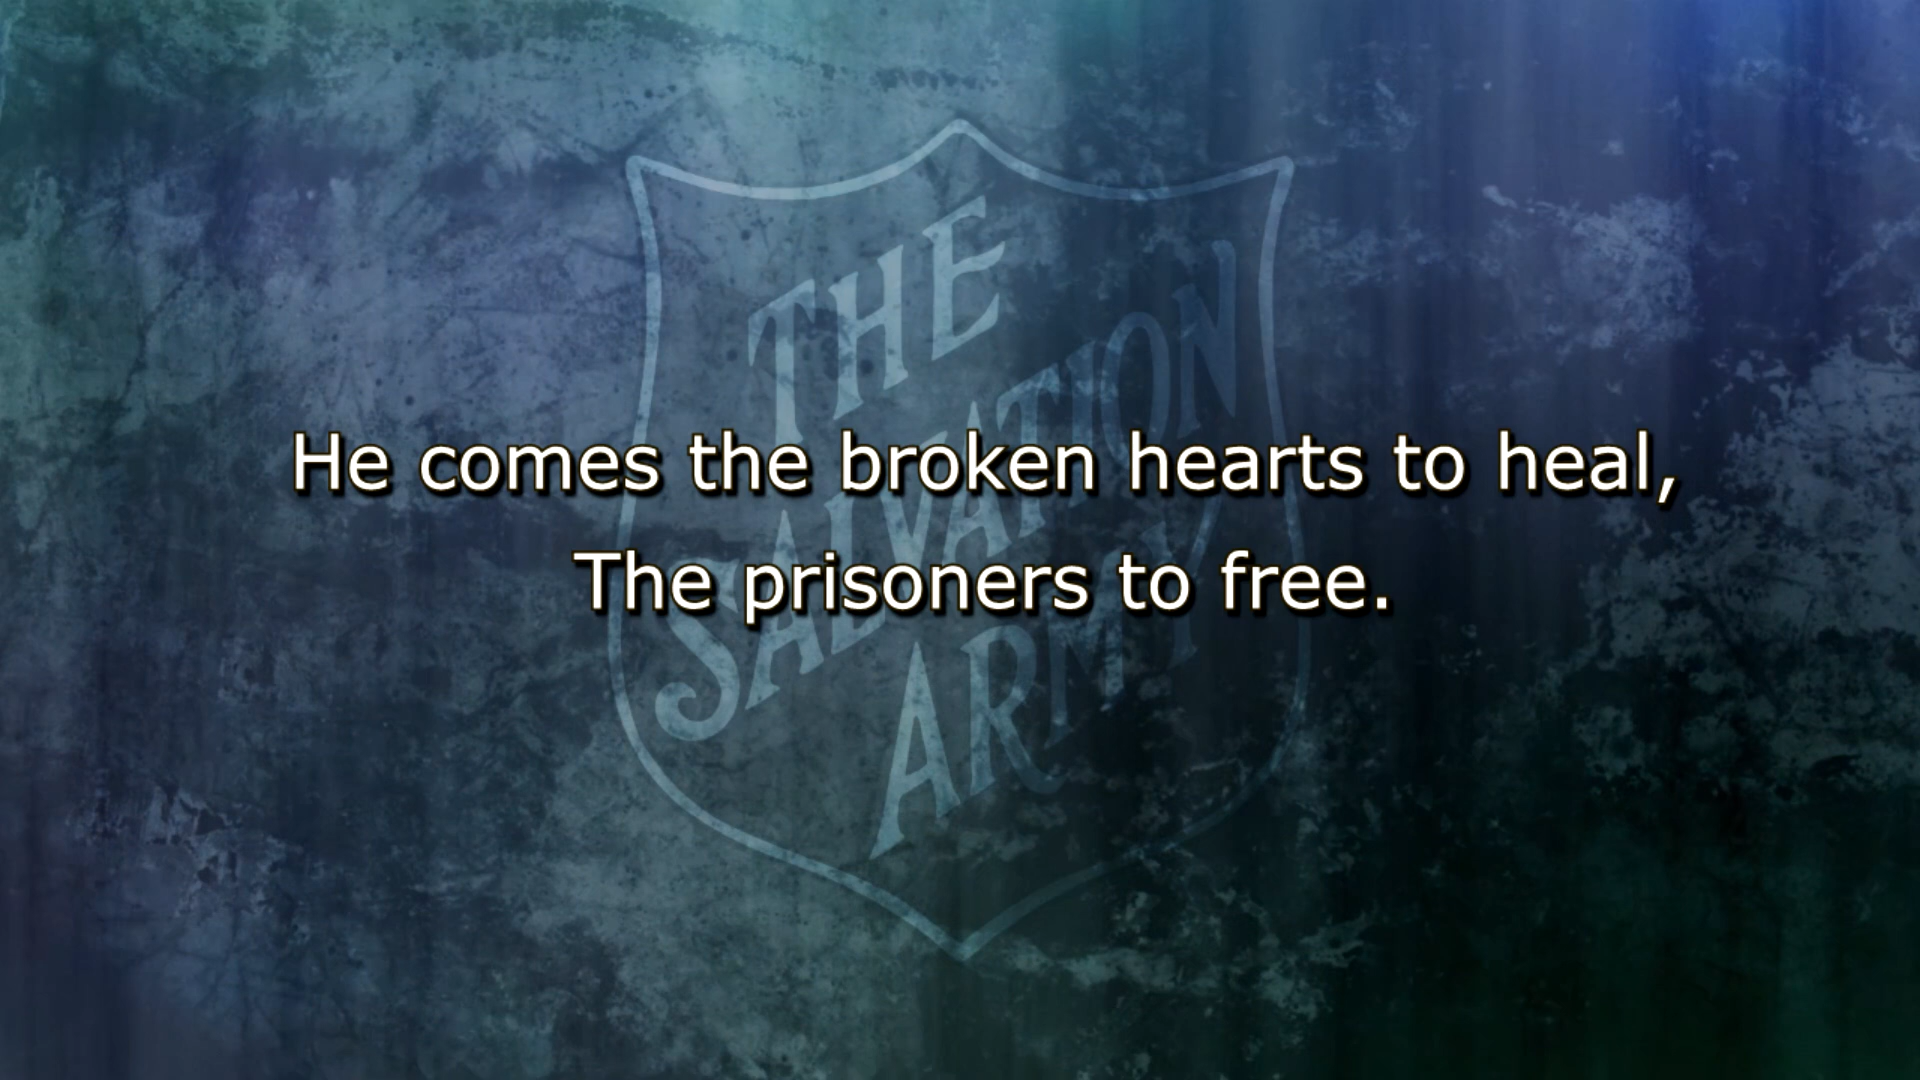 THE
SALVATION
ARMY
He comes the broken hearts to heal,
The prisoners to free.